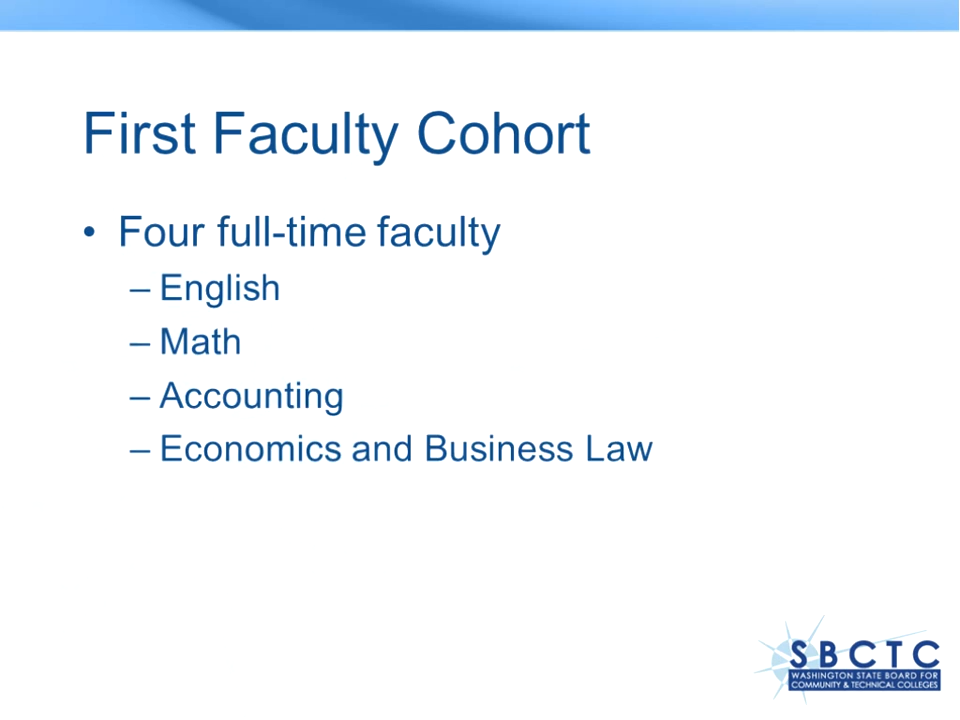 First Faculty Cohort
• Four full-time faculty
– English
– Math
– Accounting
– Economics and Business Law
SBCTC
WASHINGTON STATE BOARD FOR
COMMUNITY & TECHNICAL COLLEGES